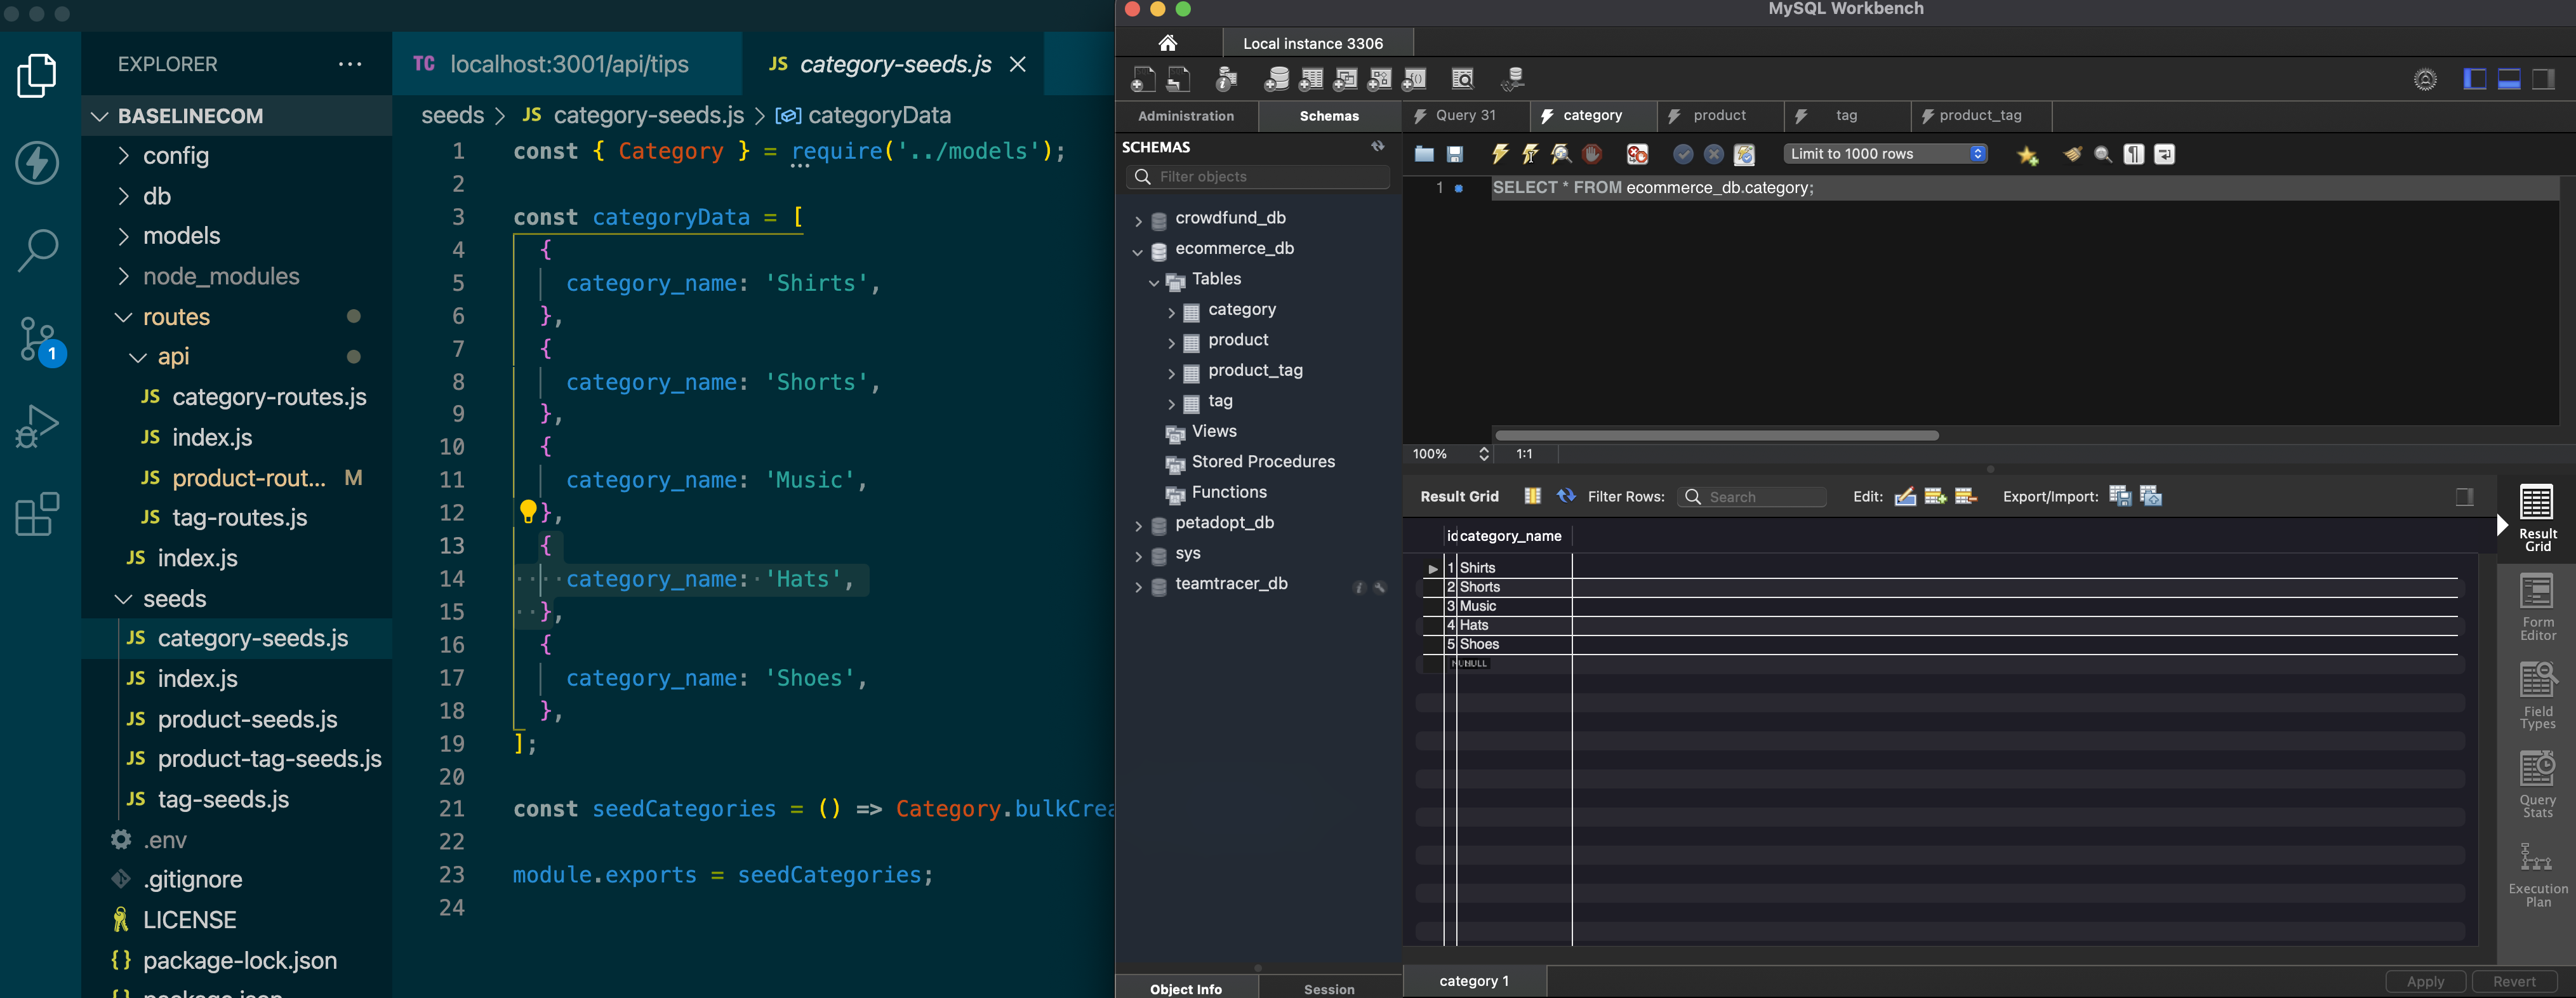 EXPLORER
BASELINECOM
config
db
models
node_modules
routes
api
JS category-routes.js
JS index.js
JS product-rout... M
JS tag-routes.js
JS index.js
seeds
JS category-seeds.js
JS index.js
JS product-seeds.js
JS product-tag-seeds.js
JS tag-seeds.js
.env
.gitignore
LICENSE
{} package-lock.json
1
TC localhost:3001/api/tips
JS category-seeds.js
seeds > JS category-seeds.js > categoryData
1 const { Category } = require('../models');
2
3 const categoryData = [
4 {
5 category_name: 'Shirts',
6 },
7 {
8 category_name: 'Shorts',
9 },
10 {
11 category_name: 'Music',
12 },
13 {
14 category_name: 'Hats',
15 },
16 {
17 category_name: 'Shoes',
18 },
19 ];
20
21 const seedCategories = () => Category.bulkCrea
22
23 module.exports = seedCategories;
24
MySQL Workbench
Local instance 3306
Administration
Schemas
Query 31
category
product
tag
product_tag
SCHEMAS
Filter objects
crowdfund_db
ecommerce_db
Tables
category
product
product_tag
tag
Views
Stored Procedures
Functions
petadopt_db
sys
teamtracer_db
Object Info
Session
Limit to 1000 rows
1 SELECT * FROM ecommerce_db.category;
100%
1:1
Result Grid
Filter Rows:
Search
Edit:
Export/Import:
id category_name
1 Shirts
2 Shorts
3 Music
4 Hats
5 Shoes
NULL
Result
Grid
Form
Editor
Field
Types
Query
Stats
Execution
Plan
category 1
Apply
Revert